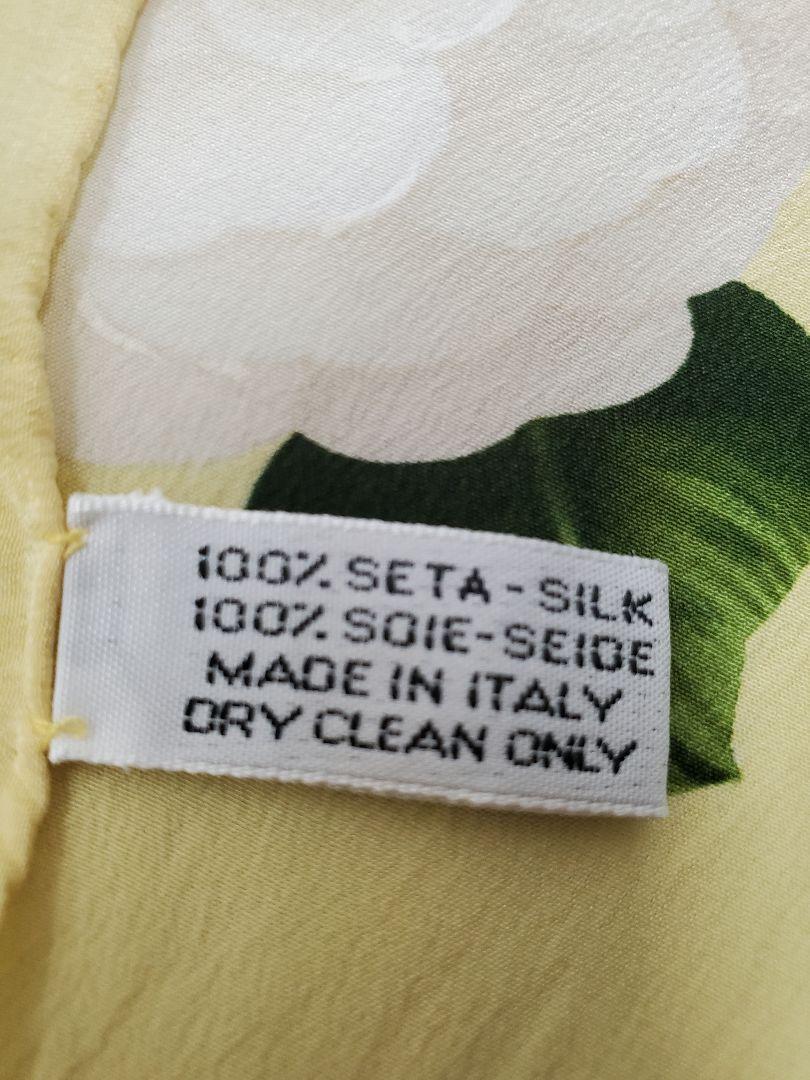 100% SETA - SILK
100% SOIE-SEIDE
MADE IN ITALY
DRY CLEAN ONLY